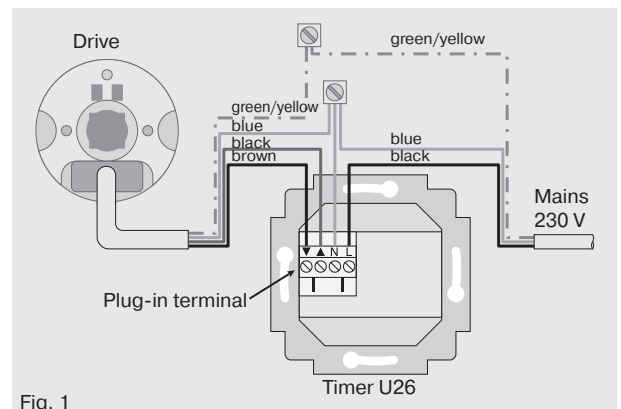 Drive
green/yellow
green/yellow
blue
black
brown
blue
black
Mains
230 V
▼ ▲ N L
Plug-in terminal
Timer U26
Fig. 1